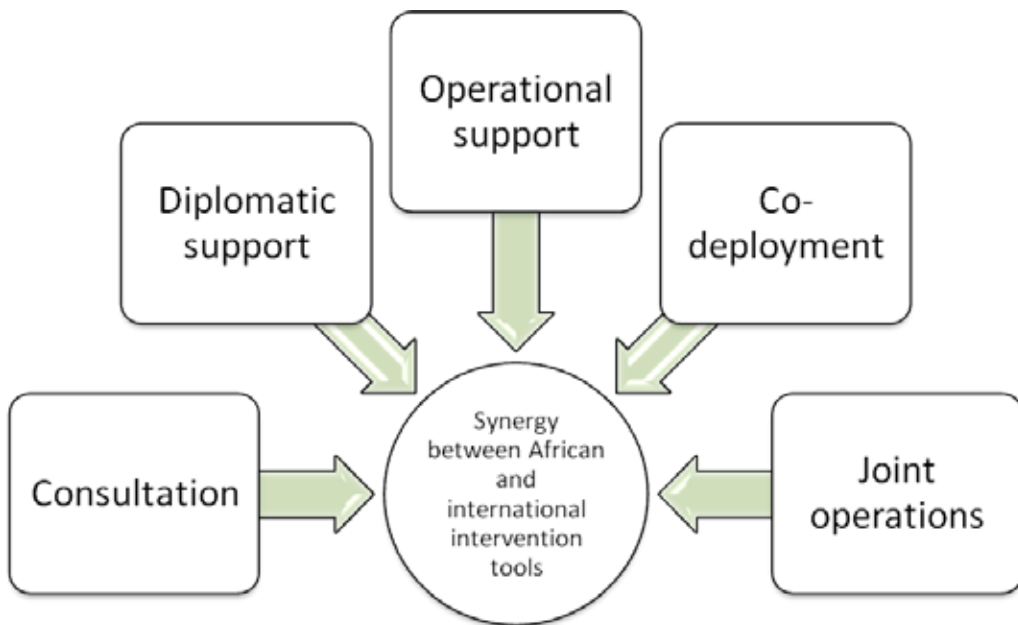 Operational
support
Diplomatic
support
Co-
deployment
Consultation
Synergy
between African
and
international
intervention
tools
Joint
operations